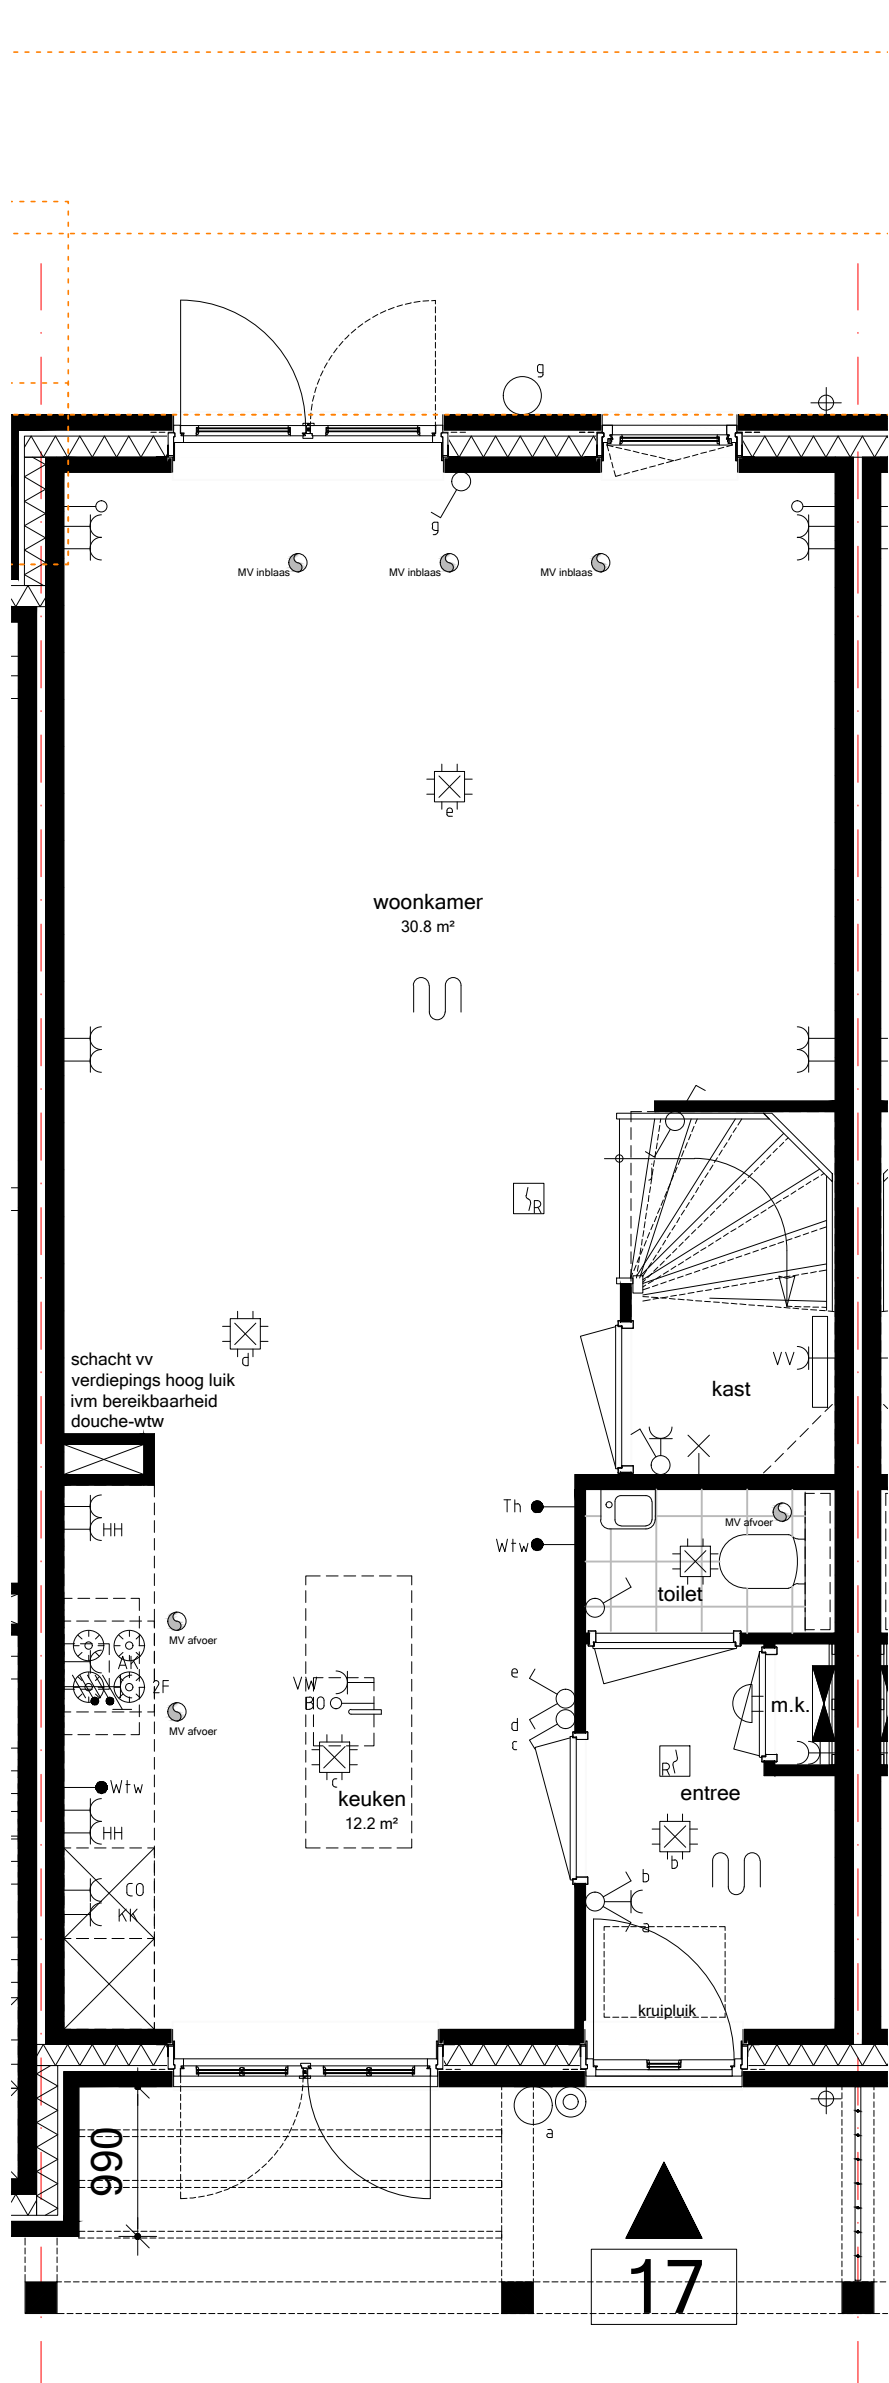 g
g
MV inblaas
MV inblaas
MV inblaas
e
woonkamer
30.8 m²
R
d
schacht vv
verdiepings hoog luik
ivm bereikbaarheid
douche-wtw
VV
kast
HH
Th
Wtw
MV afvoer
toilet
MV afvoer
AK
2F
MV afvoer
VW
BO
c
keuken
12.2 m²
e
d
c
m.k.
R
entree
b
Wtw
HH
CO
KK
b
a
kruipluik
a
990
17